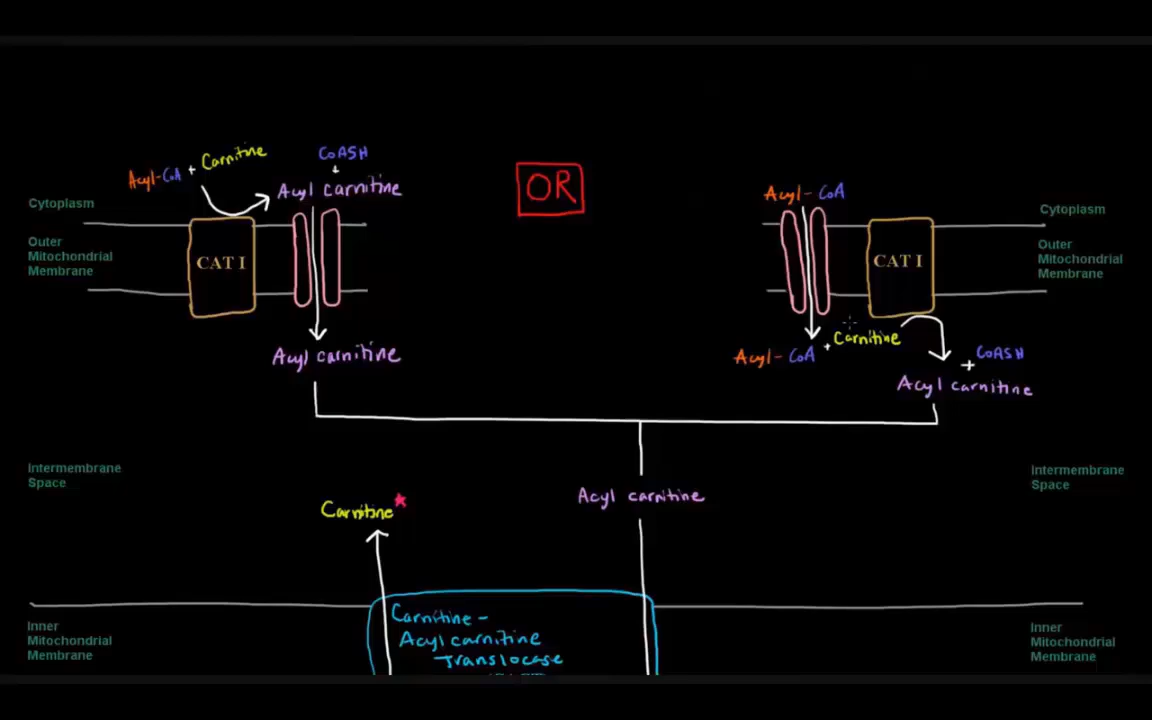 Acyl-CoA + Carnitine
CoASH
+
Acyl carnitine
OR
Acyl-CoA
Cytoplasm
Cytoplasm
Outer
Mitochondrial
Membrane
CAT I
CAT I
Outer
Mitochondrial
Membrane
Acyl carnitine
Acyl-CoA + Carnitine
+ CoASH
Acyl carnitine
Intermembrane
Space
Intermembrane
Space
Acyl carnitine
Carnitine*
Inner
Mitochondrial
Membrane
Carnitine-
Acyl carnitine
Translocase
Inner
Mitochondrial
Membrane